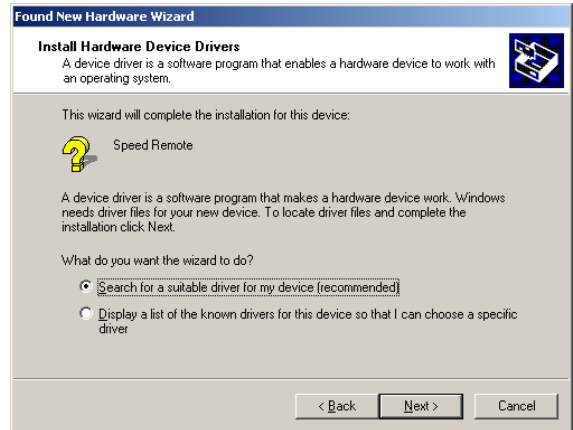 Found New Hardware Wizard
Install Hardware Device Drivers
A device driver is a software program that enables a hardware device to work with
an operating system.
This wizard will complete the installation for this device:
Speed Remote
A device driver is a software program that makes a hardware device work. Windows
needs driver files for your new device. To locate driver files and complete the
installation click Next.
What do you want the wizard to do?
Search for a suitable driver for my device (recommended)
Display a list of the known drivers for this device so that I can choose a specific
driver
< Back Next > Cancel